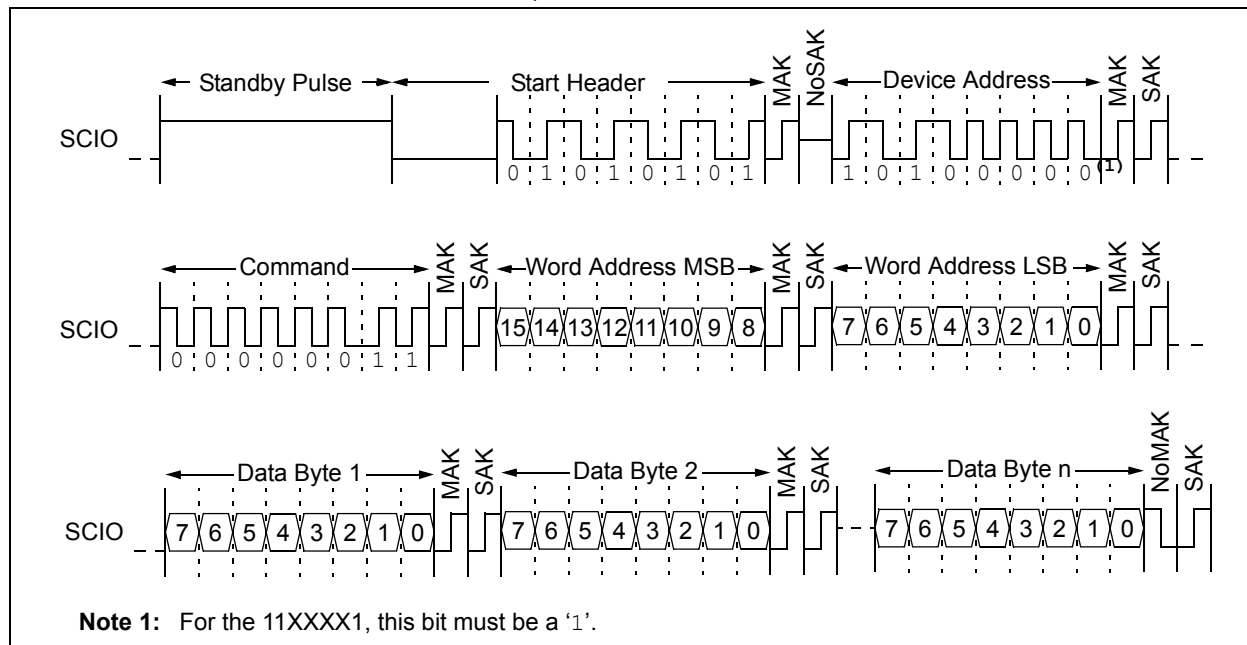 Standby Pulse Start Header MAK NoSAK Device Address MAK SAK
SCIO
0 1 0 1 0 1 0 1 1 0 1 0 0 0 0 0(1)
Command MAK SAK Word Address MSB MAK SAK Word Address LSB MAK SAK
SCIO 15 14 13 12 11 10 9 8 7 6 5 4 3 2 1 0
0 0 0 0 0 0 1 1
Data Byte 1 MAK SAK Data Byte 2 MAK SAK Data Byte n NoMAK SAK
SCIO 7 6 5 4 3 2 1 0 7 6 5 4 3 2 1 0 7 6 5 4 3 2 1 0
Note 1: For the 11XXXX1, this bit must be a ‘1’.